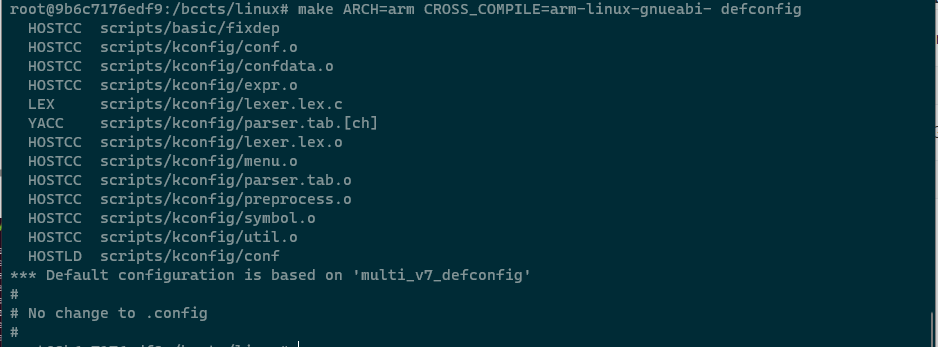 root@9b6c7176edf9:/bccts/linux# make ARCH=arm CROSS_COMPILE=arm-linux-gnueabi- defconfig
  HOSTCC  scripts/basic/fixdep
  HOSTCC  scripts/kconfig/conf.o
  HOSTCC  scripts/kconfig/confdata.o
  HOSTCC  scripts/kconfig/expr.o
  LEX     scripts/kconfig/lexer.lex.c
  YACC    scripts/kconfig/parser.tab.[ch]
  HOSTCC  scripts/kconfig/lexer.lex.o
  HOSTCC  scripts/kconfig/menu.o
  HOSTCC  scripts/kconfig/parser.tab.o
  HOSTCC  scripts/kconfig/preprocess.o
  HOSTCC  scripts/kconfig/symbol.o
  HOSTCC  scripts/kconfig/util.o
  HOSTLD  scripts/kconfig/conf
*** Default configuration is based on 'multi_v7_defconfig'
#
# No change to .config
#